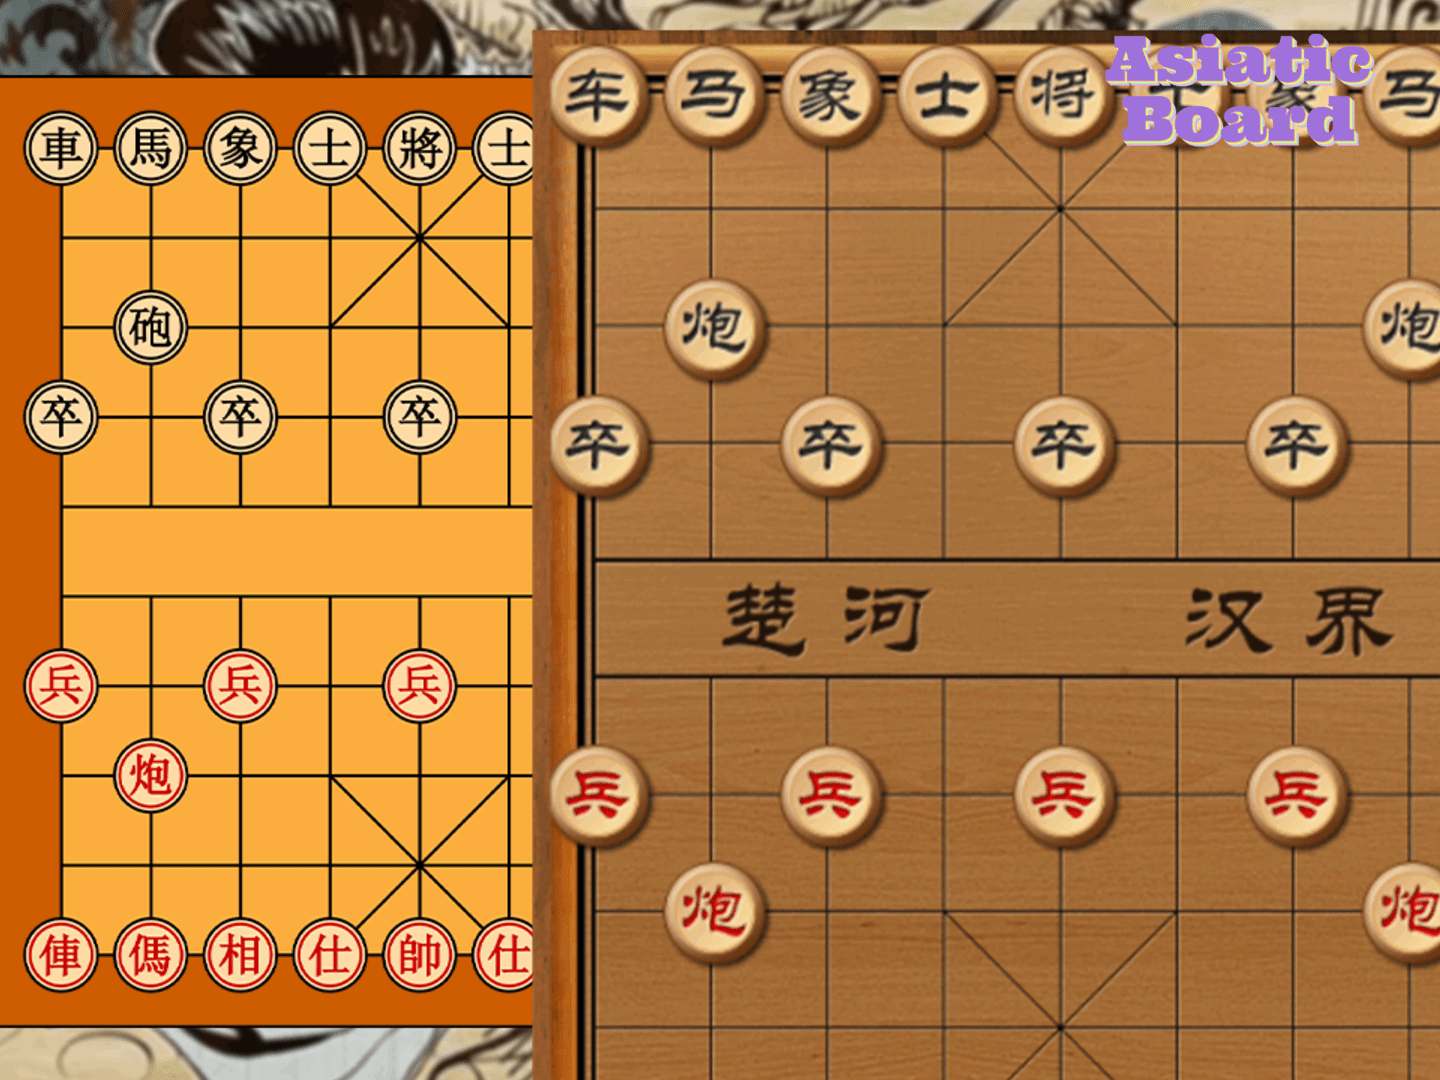 Asiatic
Board
車 馬 象 士 將 士
砲
卒 卒 卒
兵 兵 兵
炮
俥 傌 相 仕 帥 仕
车 马 象 士 将 士 象 马
炮 炮
卒 卒 卒 卒
楚河 汉界
兵 兵 兵 兵
炮 炮